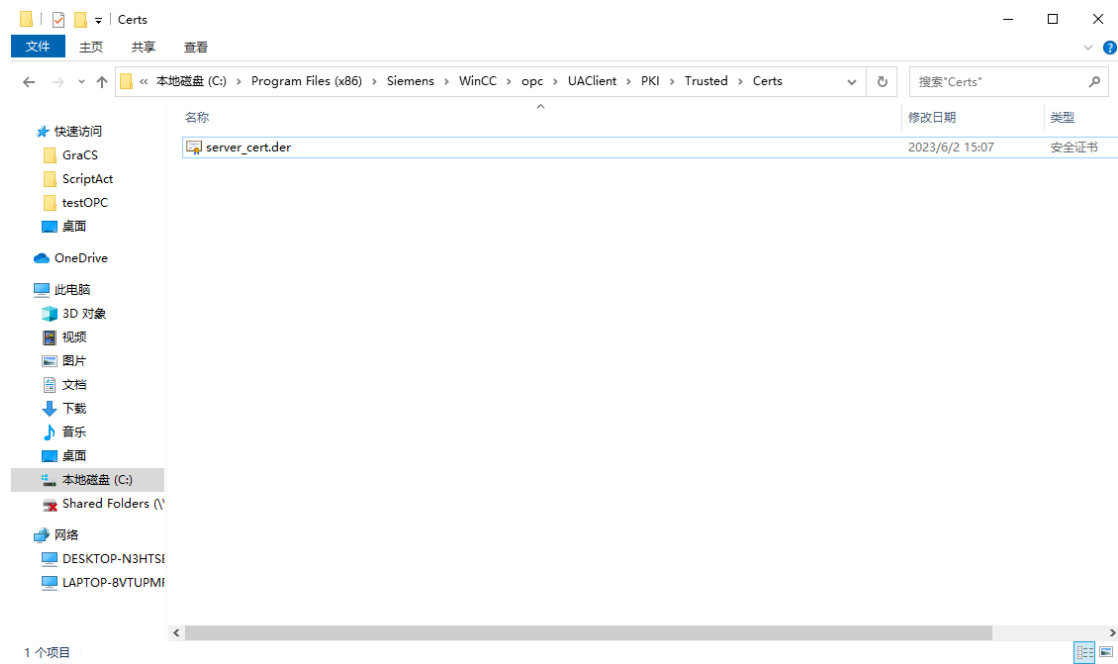 Certs
文件 主页 共享 查看
« 本地磁盘 (C:) › Program Files (x86) › Siemens › WinCC › opc › UAClient › PKI › Trusted › Certs
搜索"Certs"
名称 修改日期 类型
server_cert.der 2023/6/2 15:07 安全证书
快速访问
GraCS
ScriptAct
testOPC
桌面
OneDrive
此电脑
3D 对象
视频
图片
文档
下载
音乐
桌面
本地磁盘 (C:)
Shared Folders (\\
网络
DESKTOP-N3HTS
LAPTOP-8VTUPM
1 个项目